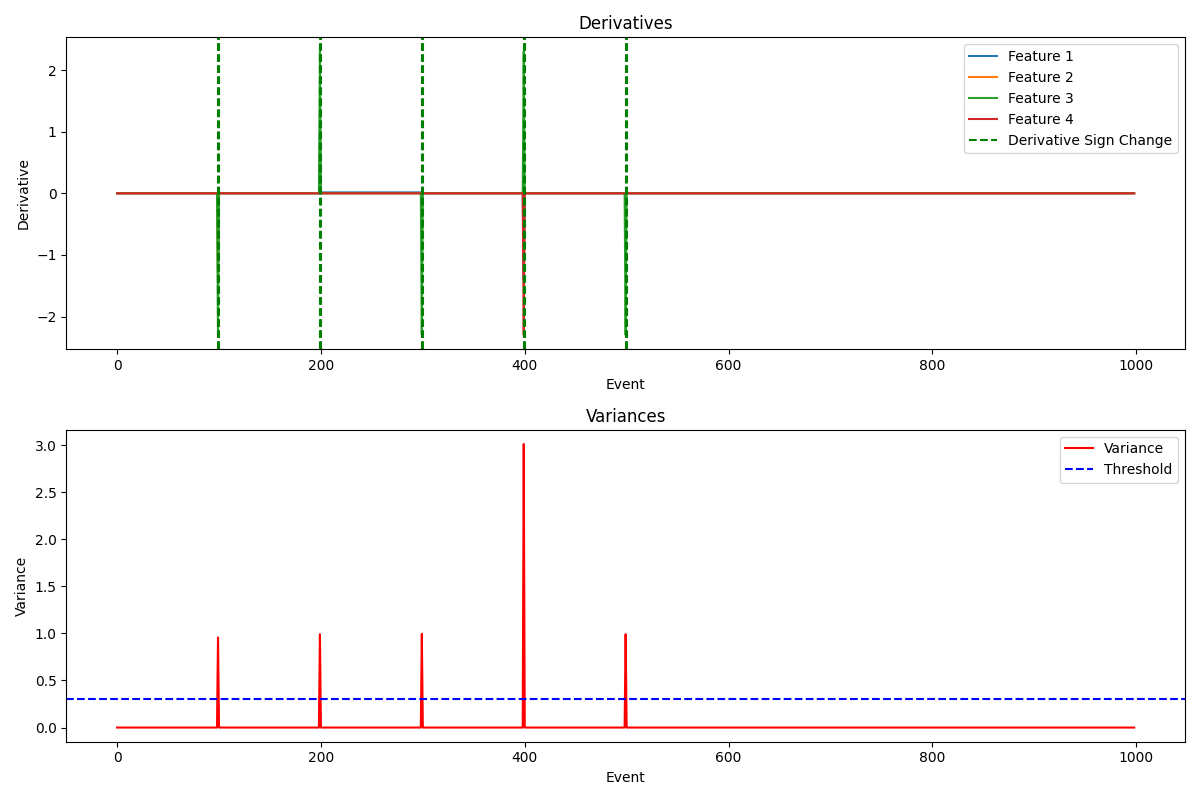 Derivatives
Derivative
2
1
0
−1
−2
Feature 1
Feature 2
Feature 3
Feature 4
Derivative Sign Change
0 200 400 600 800 1000
Event
Variances
Variance
3.0
2.5
2.0
1.5
1.0
0.5
0.0
Variance
Threshold
0 200 400 600 800 1000
Event